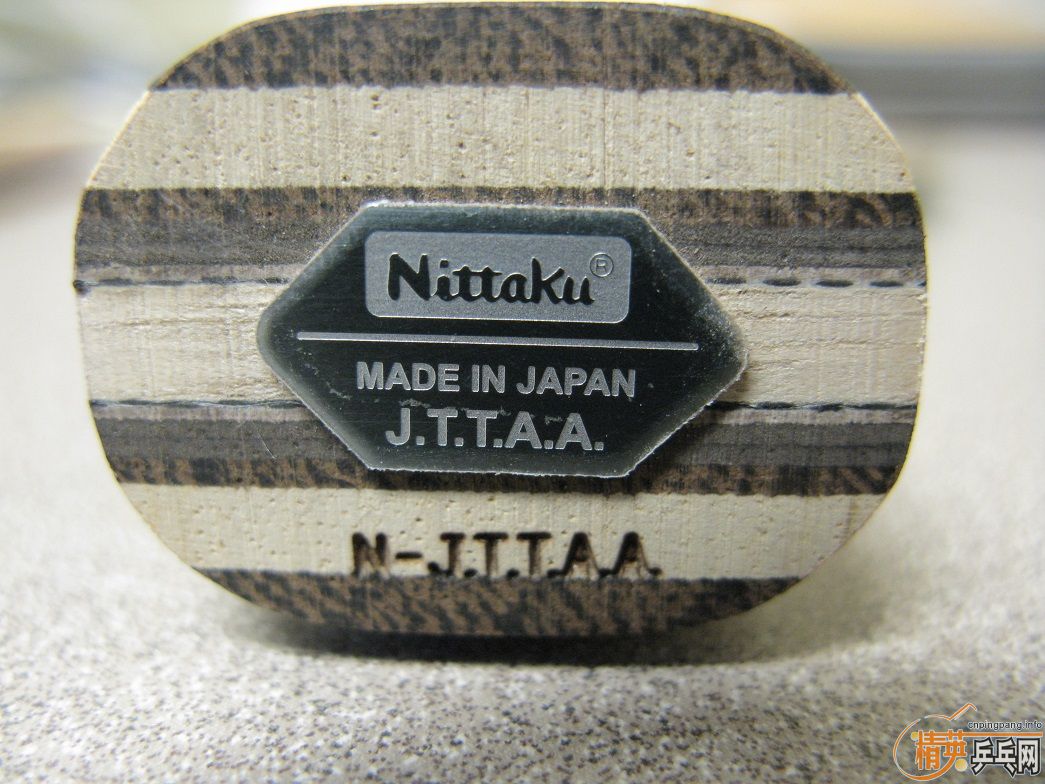 Nittaku®
MADE IN JAPAN
J.T.T.A.A.
N-J.T.T.A.A.
cnpingpang.info
精英乒乓网